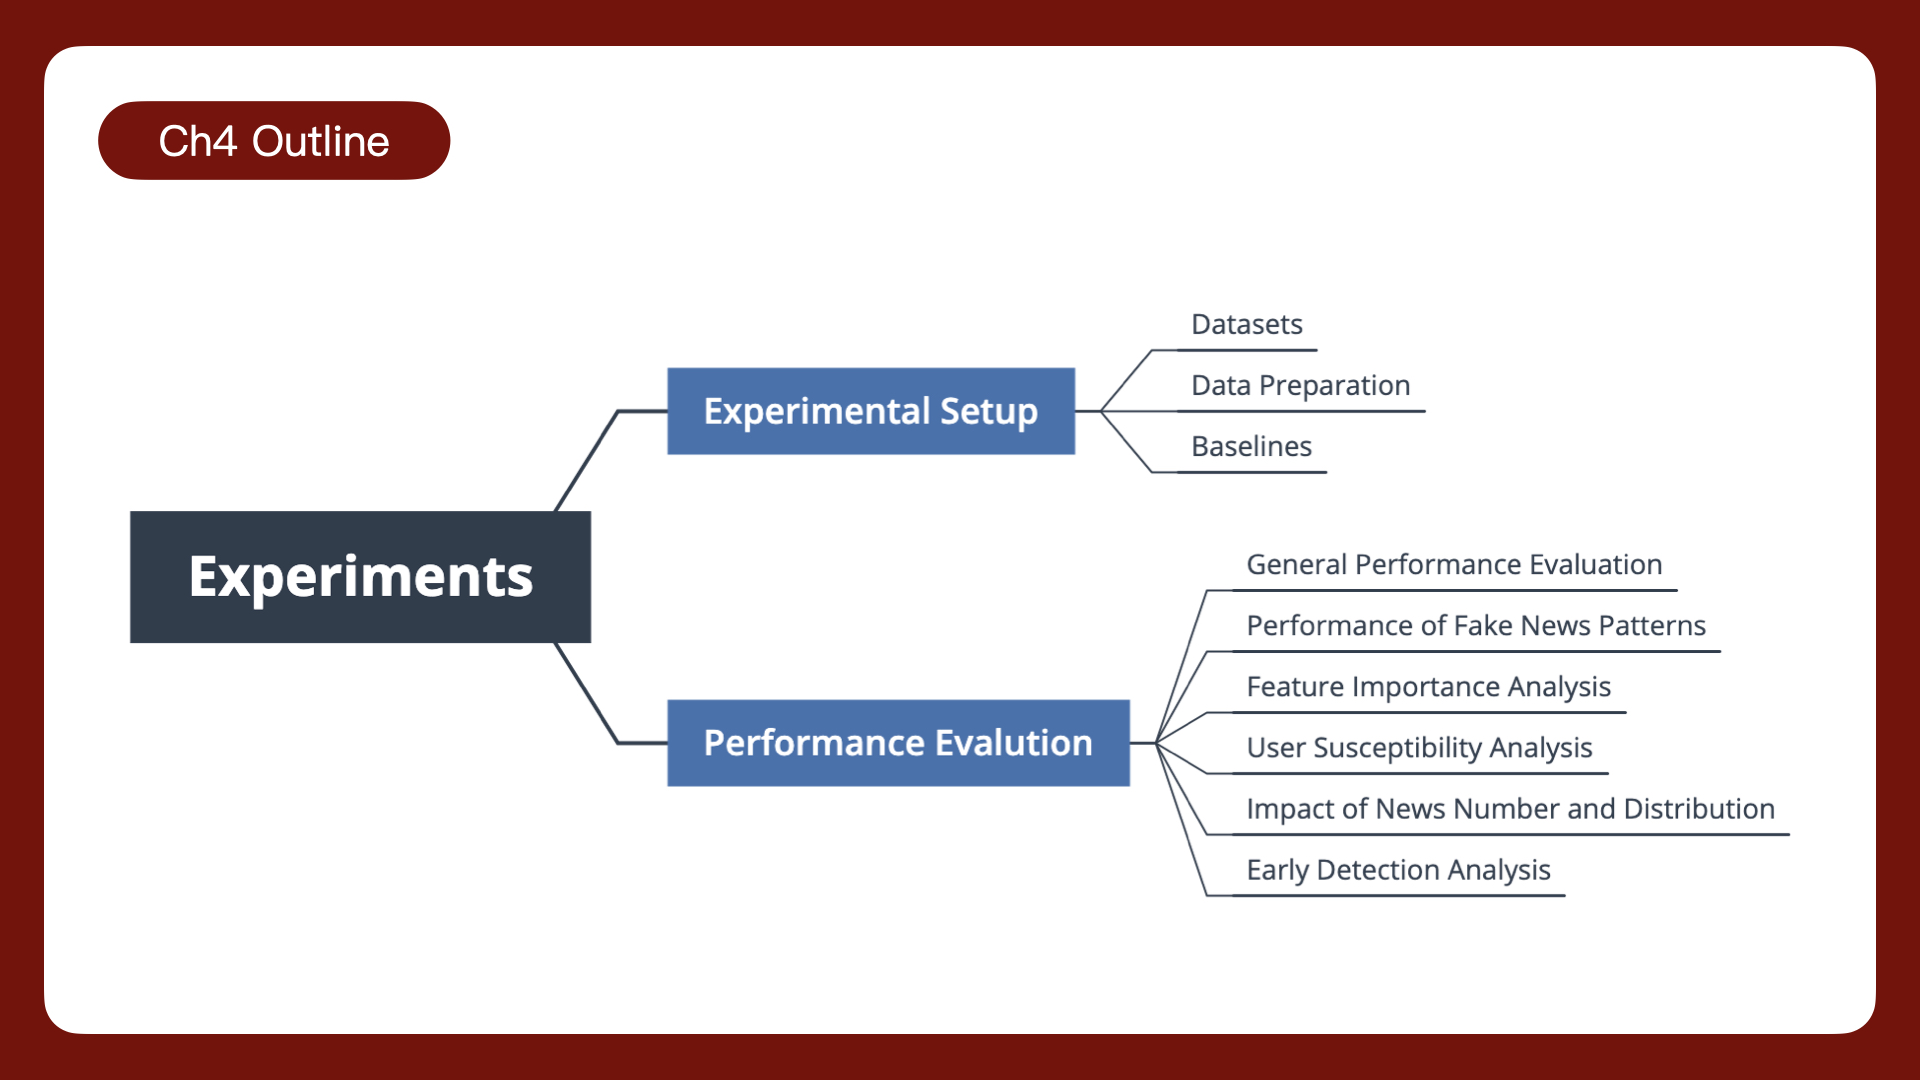 Ch4 Outline
Experiments
Experimental Setup
Datasets
Data Preparation
Baselines
Performance Evalution
General Performance Evaluation
Performance of Fake News Patterns
Feature Importance Analysis
User Susceptibility Analysis
Impact of News Number and Distribution
Early Detection Analysis